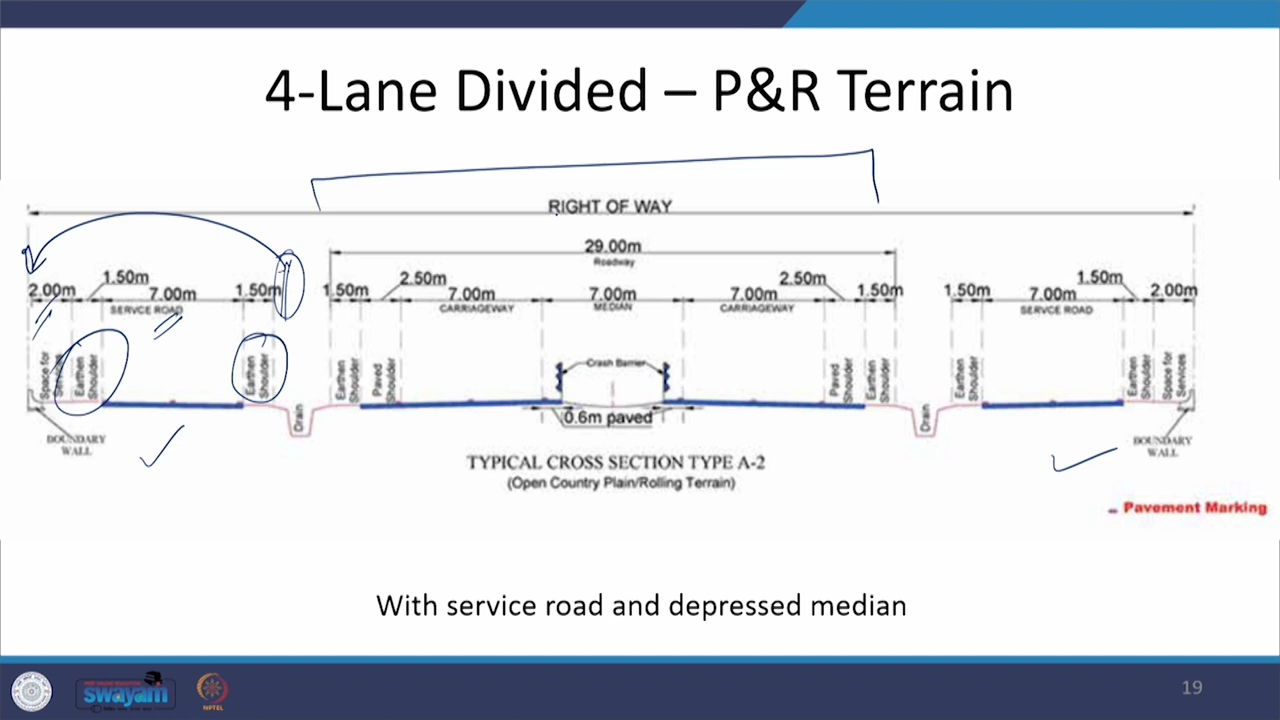 4-Lane Divided – P&R Terrain
RIGHT OF WAY
29.00m
Roadway
2.00m 1.50m 7.00m 1.50m 1.50m 2.50m 7.00m 7.00m 7.00m 2.50m 1.50m 1.50m 7.00m 1.50m 2.00m
SERVCE ROAD CARRIAGEWAY MEDIAN CARRIAGEWAY SERVCE ROAD
Space for Services
Earthen Shoulder
Earthen Shoulder
Drain
Earthen Shoulder
Paved Shoulder
Crash Barrier
0.6m paved
Paved Shoulder
Earthen Shoulder
Drain
Earthen Shoulder
Earthen Shoulder
Space for Services
BOUNDARY
WALL
BOUNDARY
WALL
TYPICAL CROSS SECTION TYPE A-2
(Open Country Plain/Rolling Terrain)
Pavement Marking
With service road and depressed median
swayam
NPTEL
19